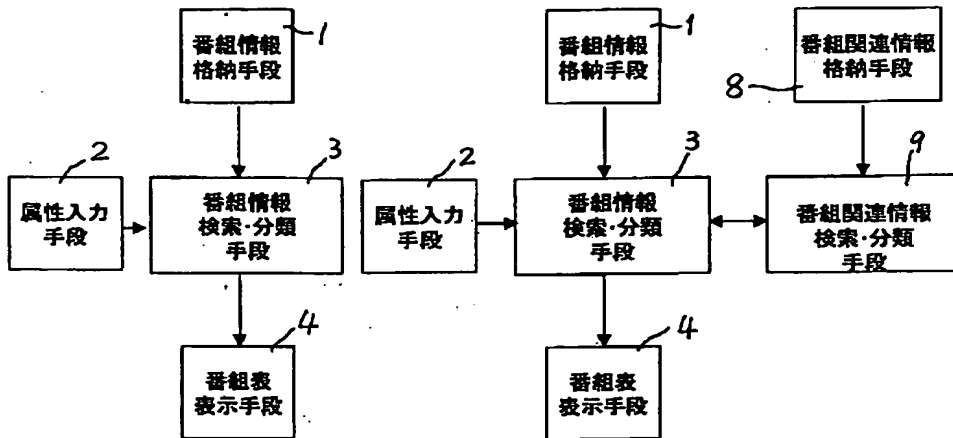 1
番組情報
格納手段
2
属性入力
手段
3
番組情報
検索・分類
手段
4
番組表
表示手段
1
番組情報
格納手段
8
番組関連情報
格納手段
2
属性入力
手段
3
番組情報
検索・分類
手段
9
番組関連情報
検索・分類
手段
4
番組表
表示手段